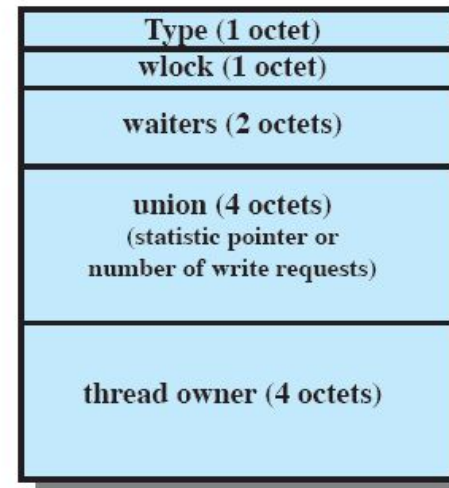 Type (1 octet)
wlock (1 octet)
waiters (2 octets)
union (4 octets)
(statistic pointer or
number of write requests)
thread owner (4 octets)